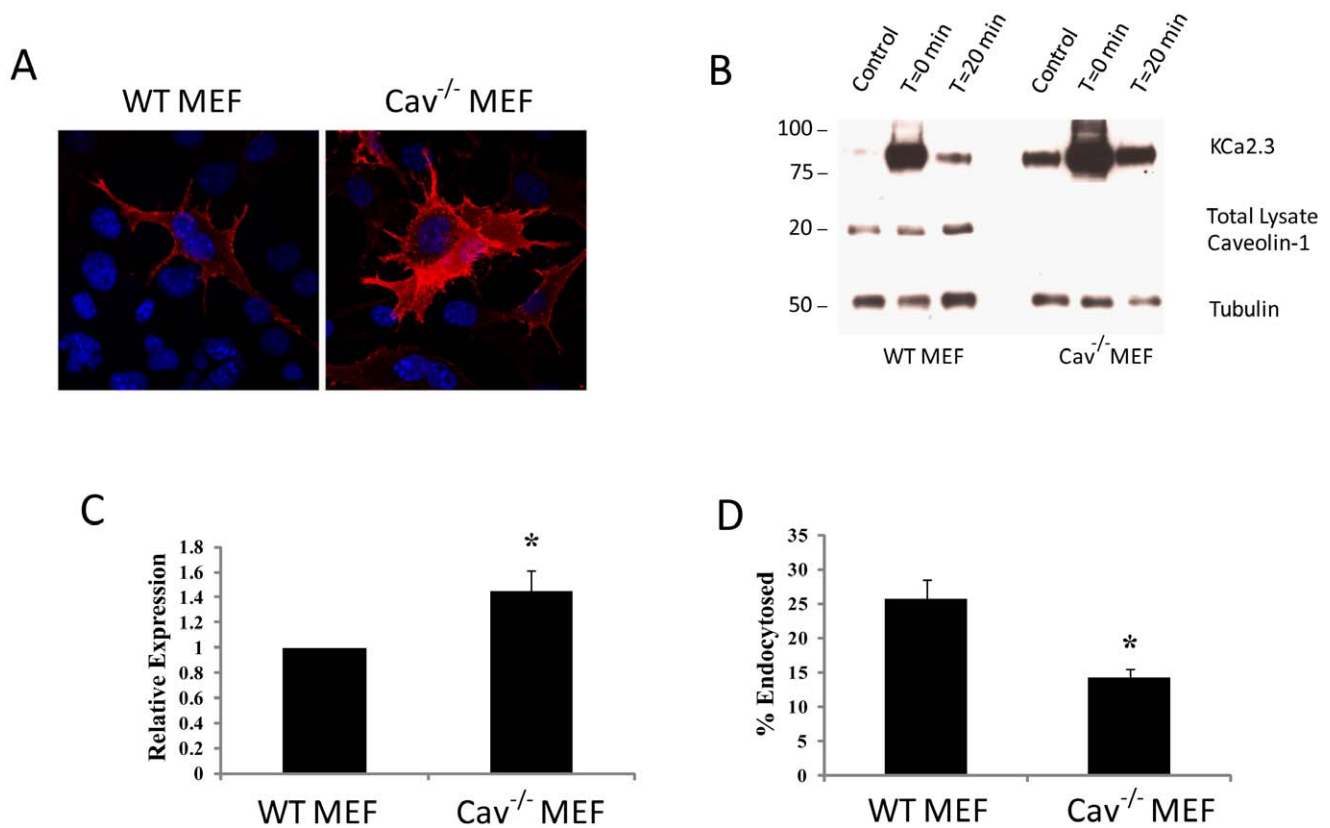 A
WT MEF
Cav-/- MEF
B
Control
T=0 min
T=20 min
Control
T=0 min
T=20 min
100
75
20
50
KCa2.3
Total Lysate
Caveolin-1
Tubulin
WT MEF
Cav-/- MEF
C
Relative Expression
1.8
1.6
1.4
1.2
1
0.8
0.6
0.4
0.2
0
*
WT MEF
Cav-/- MEF
D
% Endocytosed
35
30
25
20
15
10
5
0
*
WT MEF
Cav-/- MEF